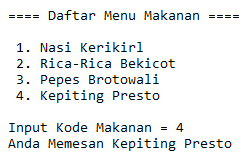 ==== Daftar Menu Makanan ====
1. Nasi Kerikirl
2. Rica-Rica Bekicot
3. Pepes Brotowali
4. Kepiting Presto
Input Kode Makanan = 4
Anda Memesan Kepiting Presto